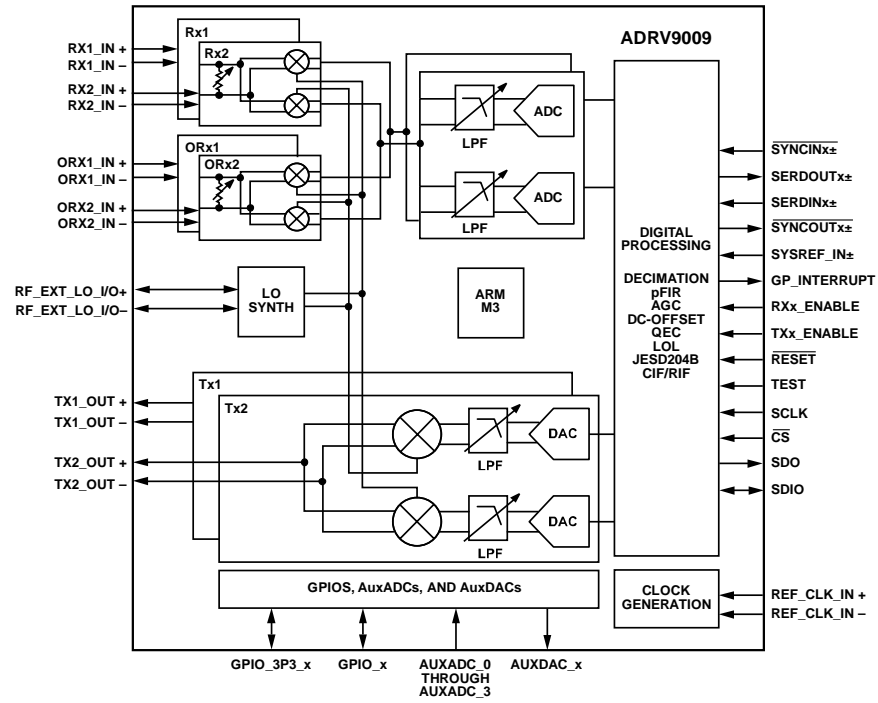 ADRV9009
Rx1
Rx2
RX1_IN +
RX1_IN –
RX2_IN +
RX2_IN –
ORx1
ORx2
ORX1_IN +
ORX1_IN –
ORX2_IN +
ORX2_IN –
LPF
ADC
LPF
ADC
RF_EXT_LO_I/O+
RF_EXT_LO_I/O–
LO
SYNTH
ARM
M3
DIGITAL
PROCESSING
DECIMATION
pFIR
AGC
DC-OFFSET
QEC
LOL
JESD204B
CIF/RIF
SYNCINx±
SERDOUTx±
SERDINx±
SYNCOUTx±
SYSREF_IN±
GP_INTERRUPT
RXx_ENABLE
TXx_ENABLE
RESET
TEST
SCLK
CS
SDO
SDIO
Tx1
Tx2
TX1_OUT +
TX1_OUT –
TX2_OUT +
TX2_OUT –
LPF
DAC
LPF
DAC
GPIOS, AuxADCs, AND AuxDACs
CLOCK
GENERATION
REF_CLK_IN +
REF_CLK_IN –
GPIO_3P3_x
GPIO_x
AUXADC_0
THROUGH
AUXADC_3
AUXDAC_x